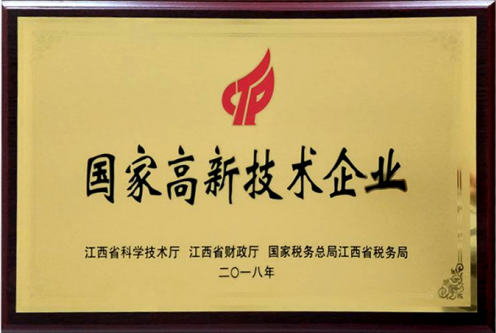 CTP
国家高新技术企业
江西省科学技术厅 江西省财政厅 国家税务总局江西省税务局
二〇一八年